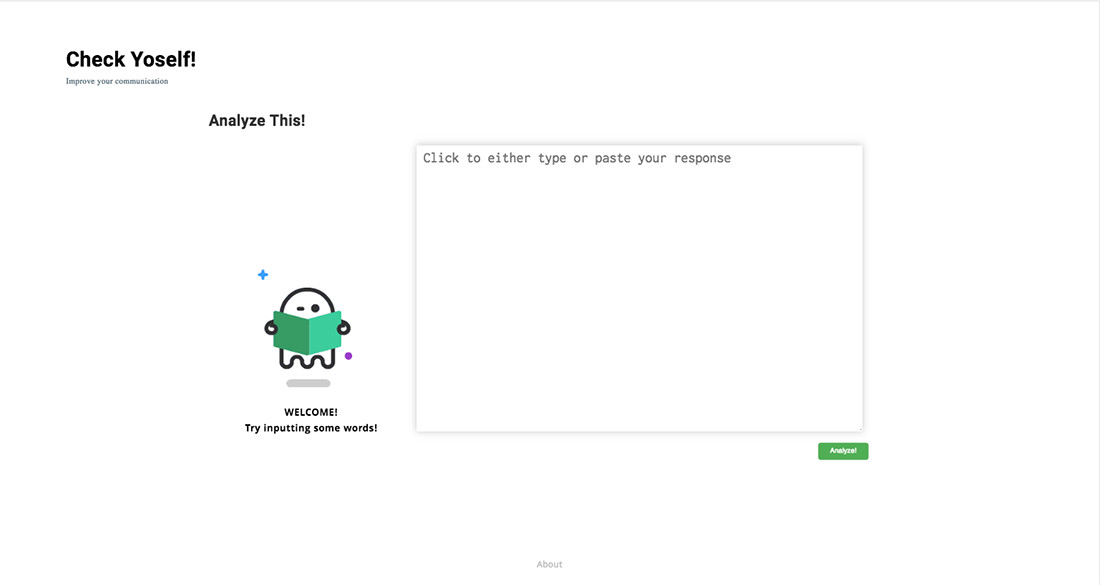 Check Yoself!
Improve your communication
Analyze This!
Click to either type or paste your response
WELCOME!
Try inputting some words!
Analyze!
About